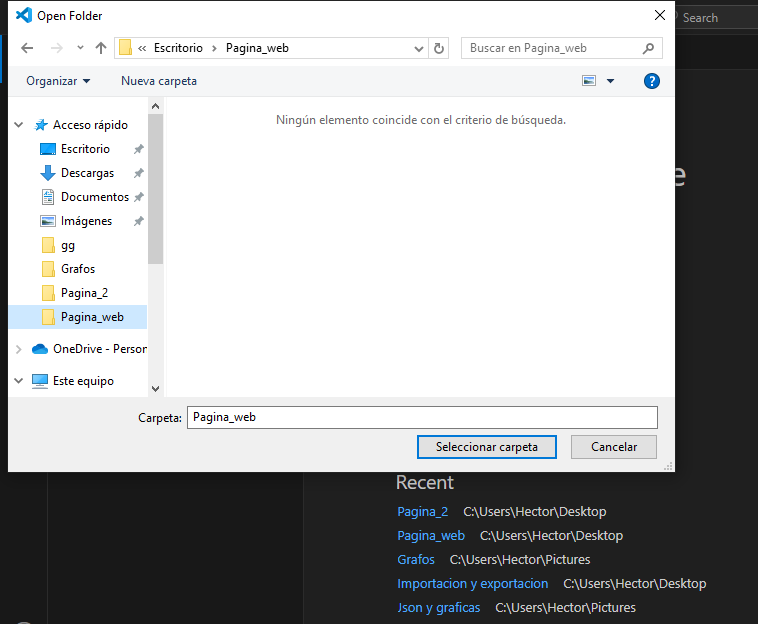 Open Folder
Search
« Escritorio › Pagina_web
Buscar en Pagina_web
Organizar
Nueva carpeta
?
Acceso rápido
Ningún elemento coincide con el criterio de búsqueda.
Escritorio
Descargas
Documentos
Imágenes
gg
Grafos
Pagina_2
Pagina_web
OneDrive - Person
Este equipo
Carpeta: Pagina_web
Seleccionar carpeta
Cancelar
e
Recent
Pagina_2 C:\Users\Hector\Desktop
Pagina_web C:\Users\Hector\Desktop
Grafos C:\Users\Hector\Pictures
Importacion y exportacion C:\Users\Hector\Desktop
Json y graficas C:\Users\Hector\Pictures